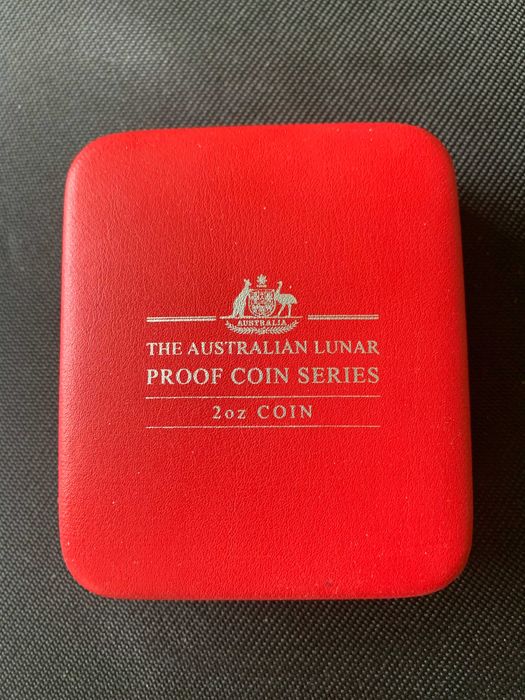 AUSTRALIA
THE AUSTRALIAN LUNAR
PROOF COIN SERIES
2oz COIN